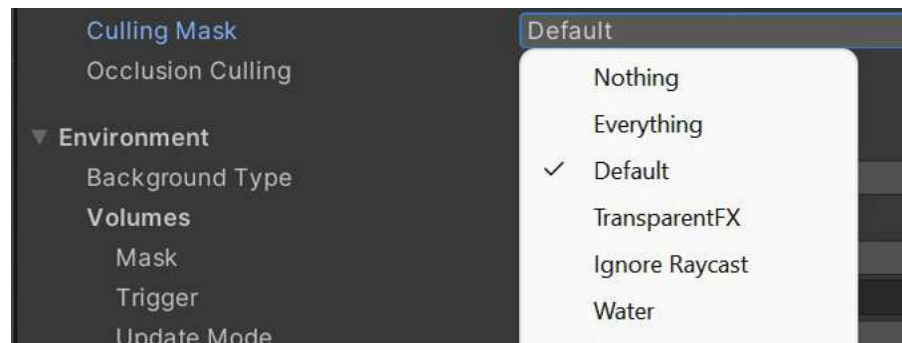 Culling Mask
Default
Occlusion Culling
Nothing
Everything
Environment
Background Type
Default
Volumes
TransparentFX
Mask
Ignore Raycast
Trigger
Water
Update Mode